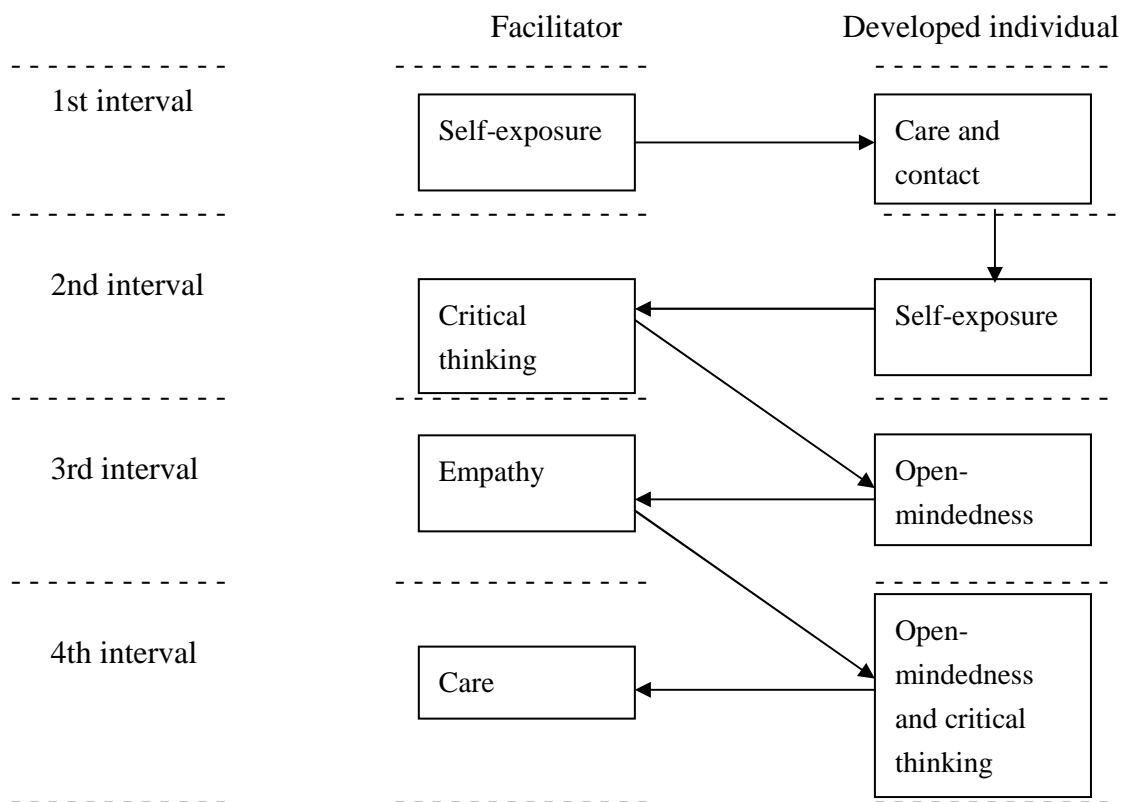 Facilitator
Developed individual
1st interval
Self-exposure
Care and
contact
2nd interval
Critical
thinking
Self-exposure
3rd interval
Empathy
Open-
mindedness
4th interval
Care
Open-
mindedness
and critical
thinking